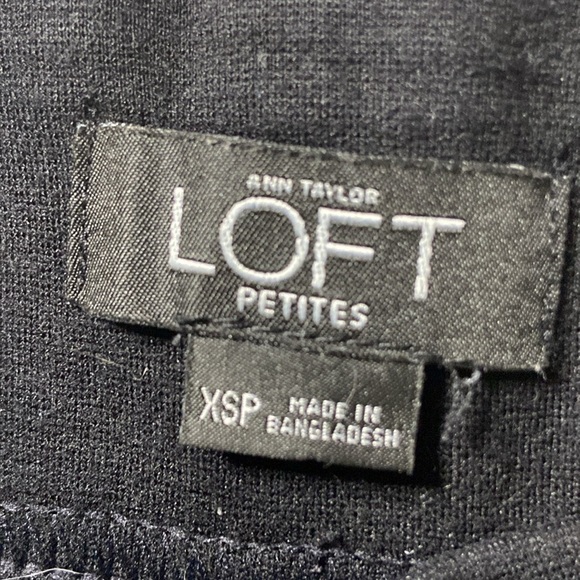 ANN TAYLOR
LOFT
PETITES
XSP MADE IN
BANGLADESH